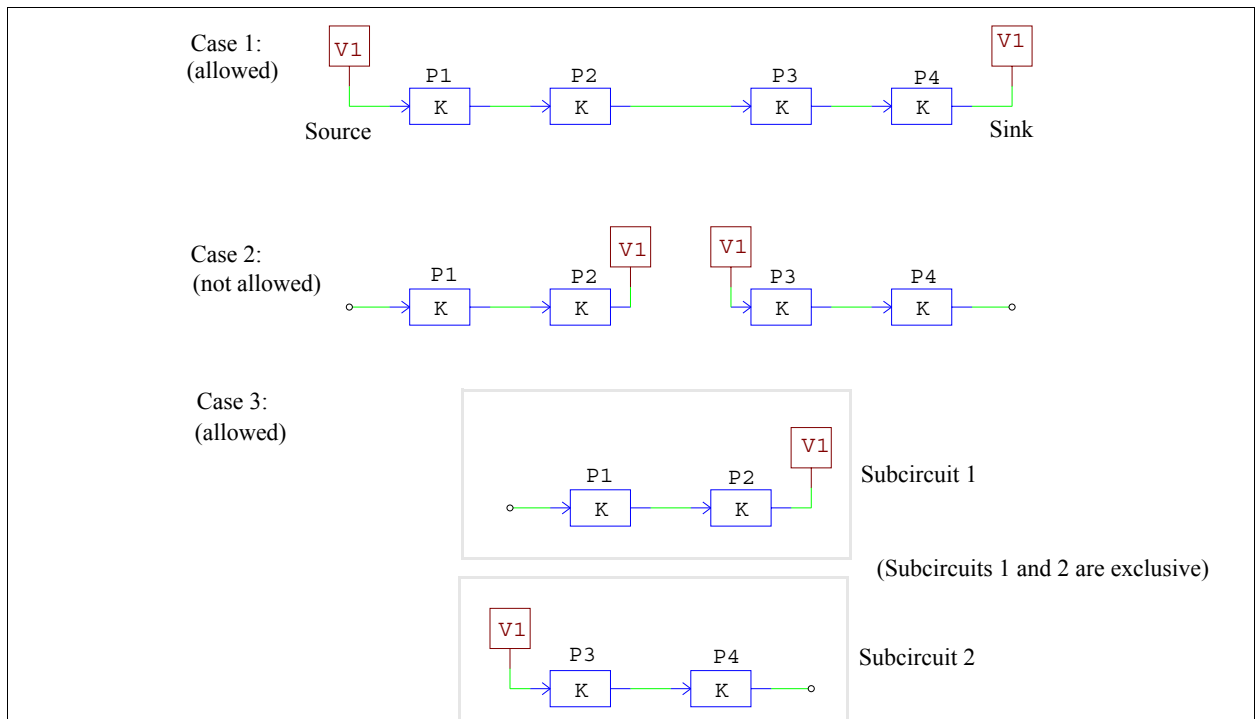 Case 1:
(allowed)
V1
V1
P1
P2
P3
P4
K
K
K
K
Source
Sink
Case 2:
(not allowed)
V1
V1
P1
P2
P3
P4
K
K
K
K
Case 3:
(allowed)
V1
P1
P2
K
K
Subcircuit 1
(Subcircuits 1 and 2 are exclusive)
V1
P3
P4
K
K
Subcircuit 2